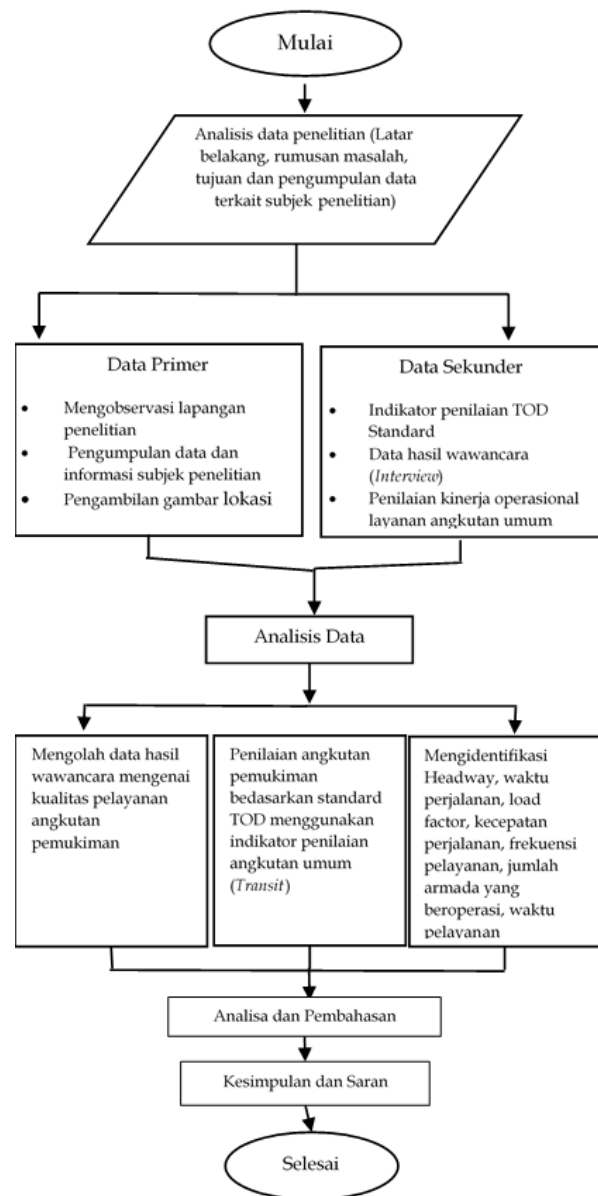 Mulai
Analisis data penelitian (Latar
belakang, rumusan masalah,
tujuan dan pengumpulan data
terkait subjek penelitian)
Data Primer
• Mengobservasi lapangan
penelitian
• Pengumpulan data dan
informasi subjek penelitian
• Pengambilan gambar lokasi
Data Sekunder
• Indikator penilaian TOD
Standard
• Data hasil wawancara
(Interview)
• Penilaian kinerja operasional
layanan angkutan umum
Analisis Data
Mengolah data hasil
wawancara mengenai
kualitas pelayanan
angkutan
pemukiman
Penilaian angkutan
pemukiman
bedasarkan standard
TOD menggunakan
indikator penilaian
angkutan umum
(Transit)
Mengidentifikasi
Headway, waktu
perjalanan, load
factor, kecepatan
perjalanan, frekuensi
pelayanan, jumlah
armada yang
beroperasi, waktu
pelayanan
Analisa dan Pembahasan
Kesimpulan dan Saran
Selesai